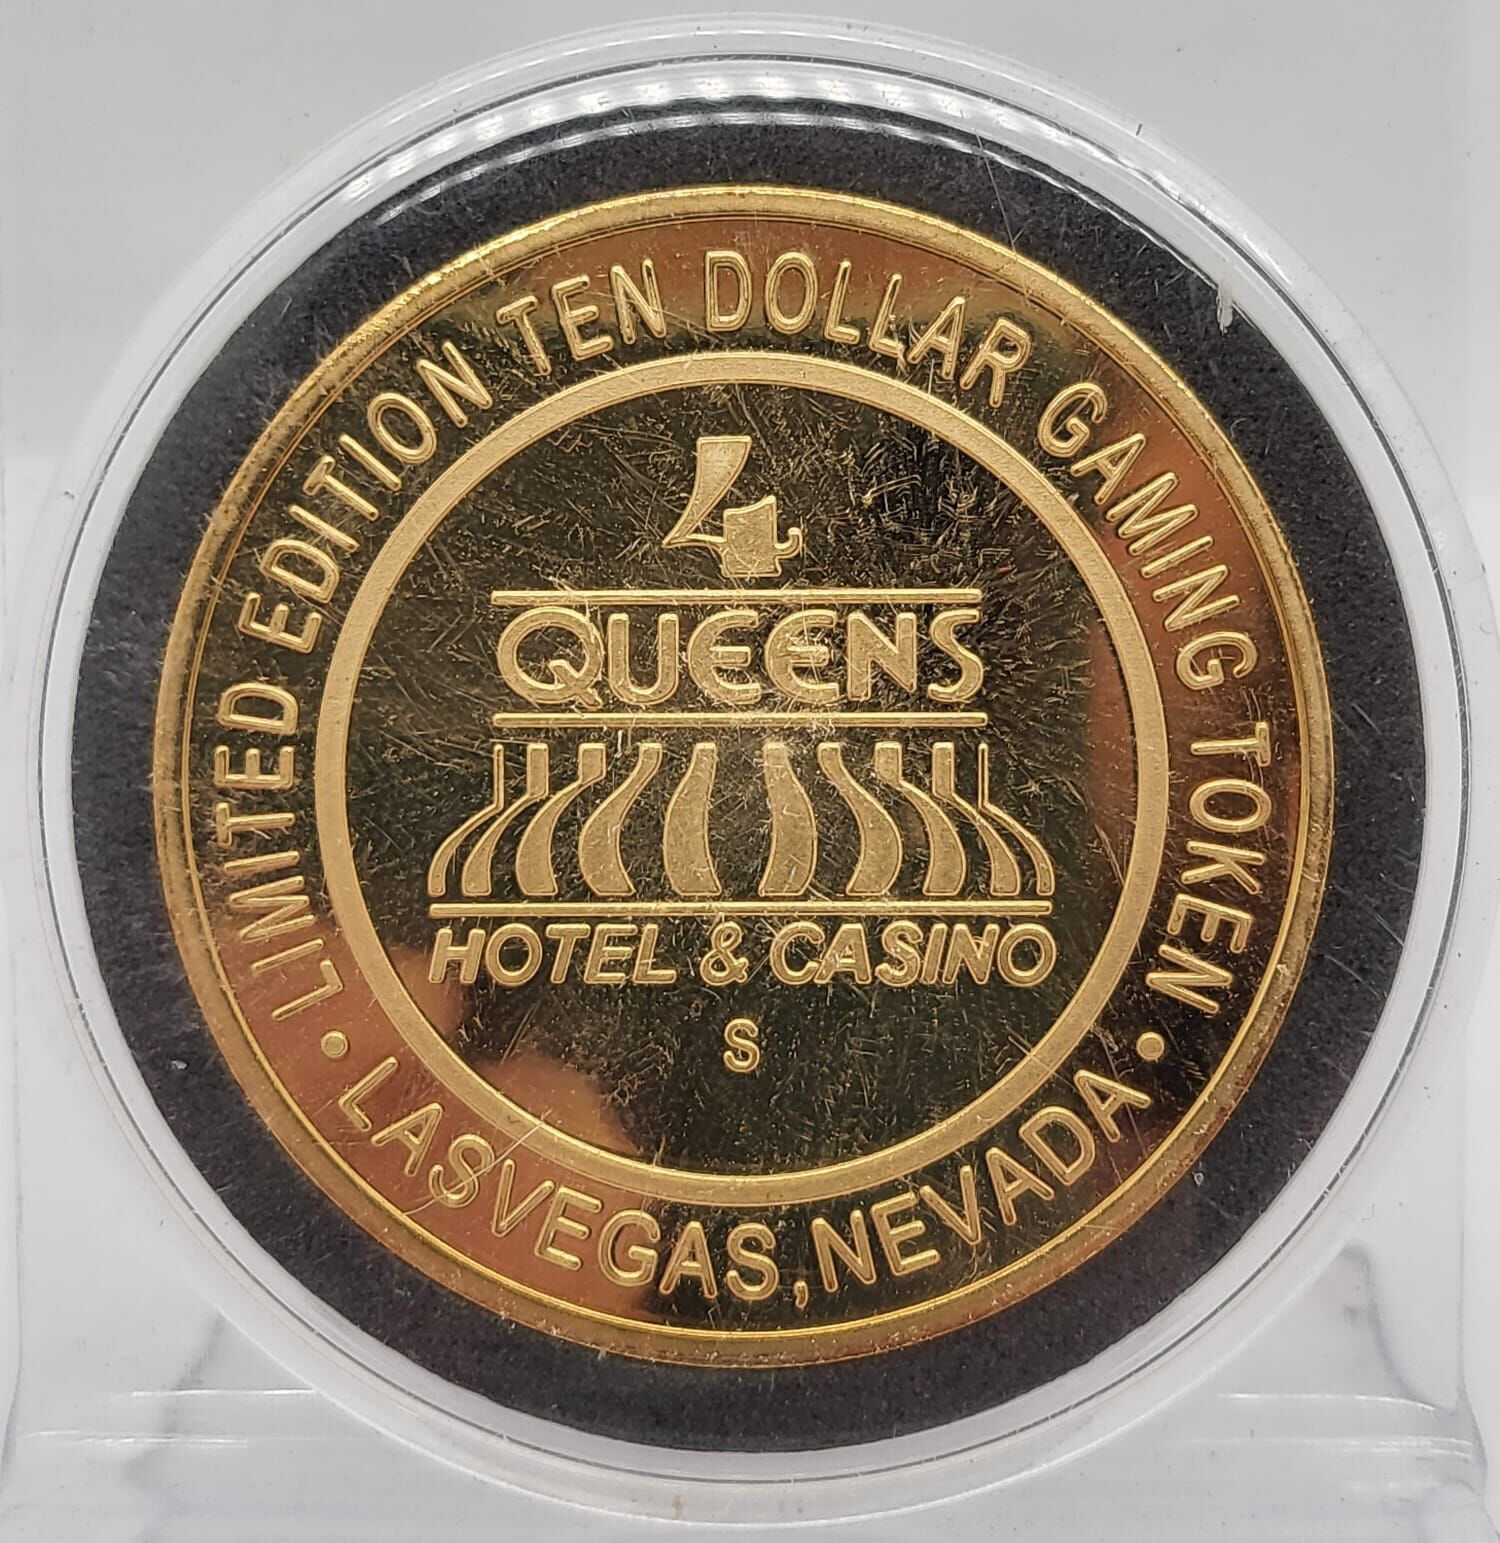 LIMITED EDITION TEN DOLLAR GAMING TOKEN
4
QUEENS
HOTEL & CASINO
S
• LAS VEGAS, NEVADA •